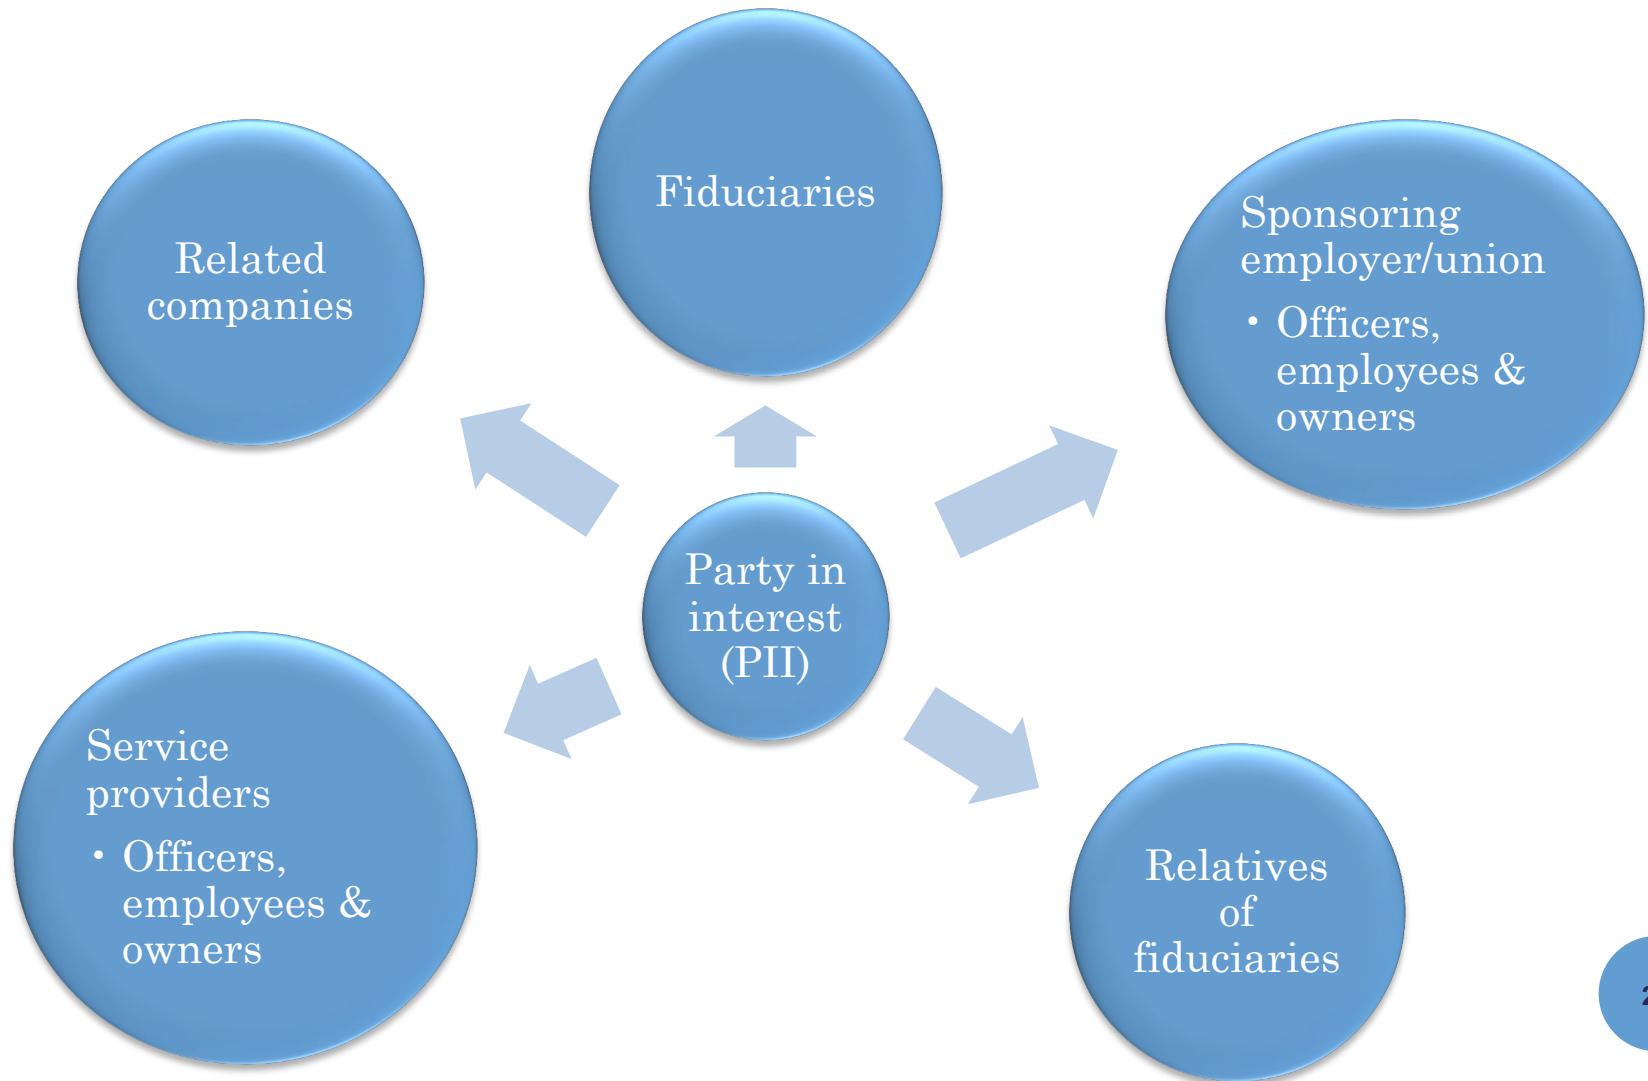 Fiduciaries
Related
companies
Sponsoring
employer/union
• Officers,
employees &
owners
Party in
interest
(PII)
Service
providers
• Officers,
employees &
owners
Relatives
of
fiduciaries